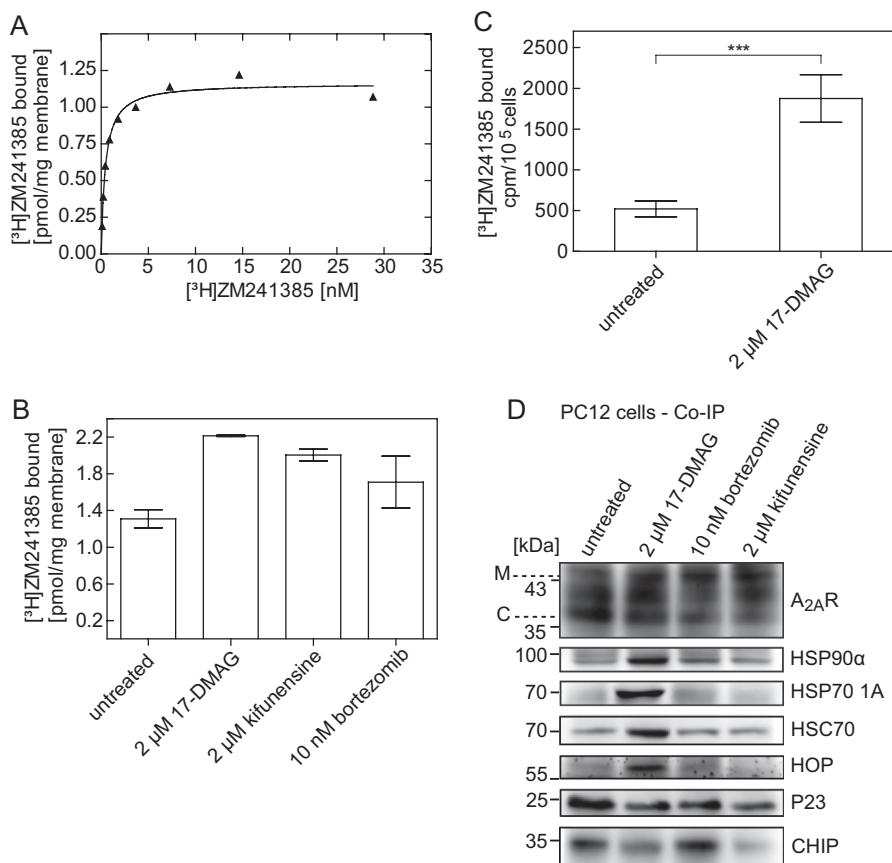 A
[³H]ZM241385 bound
[pmol/mg membrane]
1.25
1.00
0.75
0.50
1.25
0.00
0 5 10 15 20 25 30 35
[³H]ZM241385 [nM]
C
[³H]ZM241385 bound
cpm/10⁵ cells
2500
2000
1500
1000
500
0
***
untreated
2 µM 17-DMAG
B
[³H]ZM241385 bound
[pmol/mg membrane]
2.2
1.8
1.4
1.0
0.6
0.2
untreated
2 µM 17-DMAG
2 µM kifunensine
10 nM bortezomib
D PC12 cells - Co-IP
untreated
2 µM 17-DMAG
10 nM bortezomib
2 µM kifunensine
[kDa]
M
43
C
35
A₂ₐR
100 HSP90α
70 HSP70 1A
70 HSC70
HOP
55
25 P23
35 CHIP